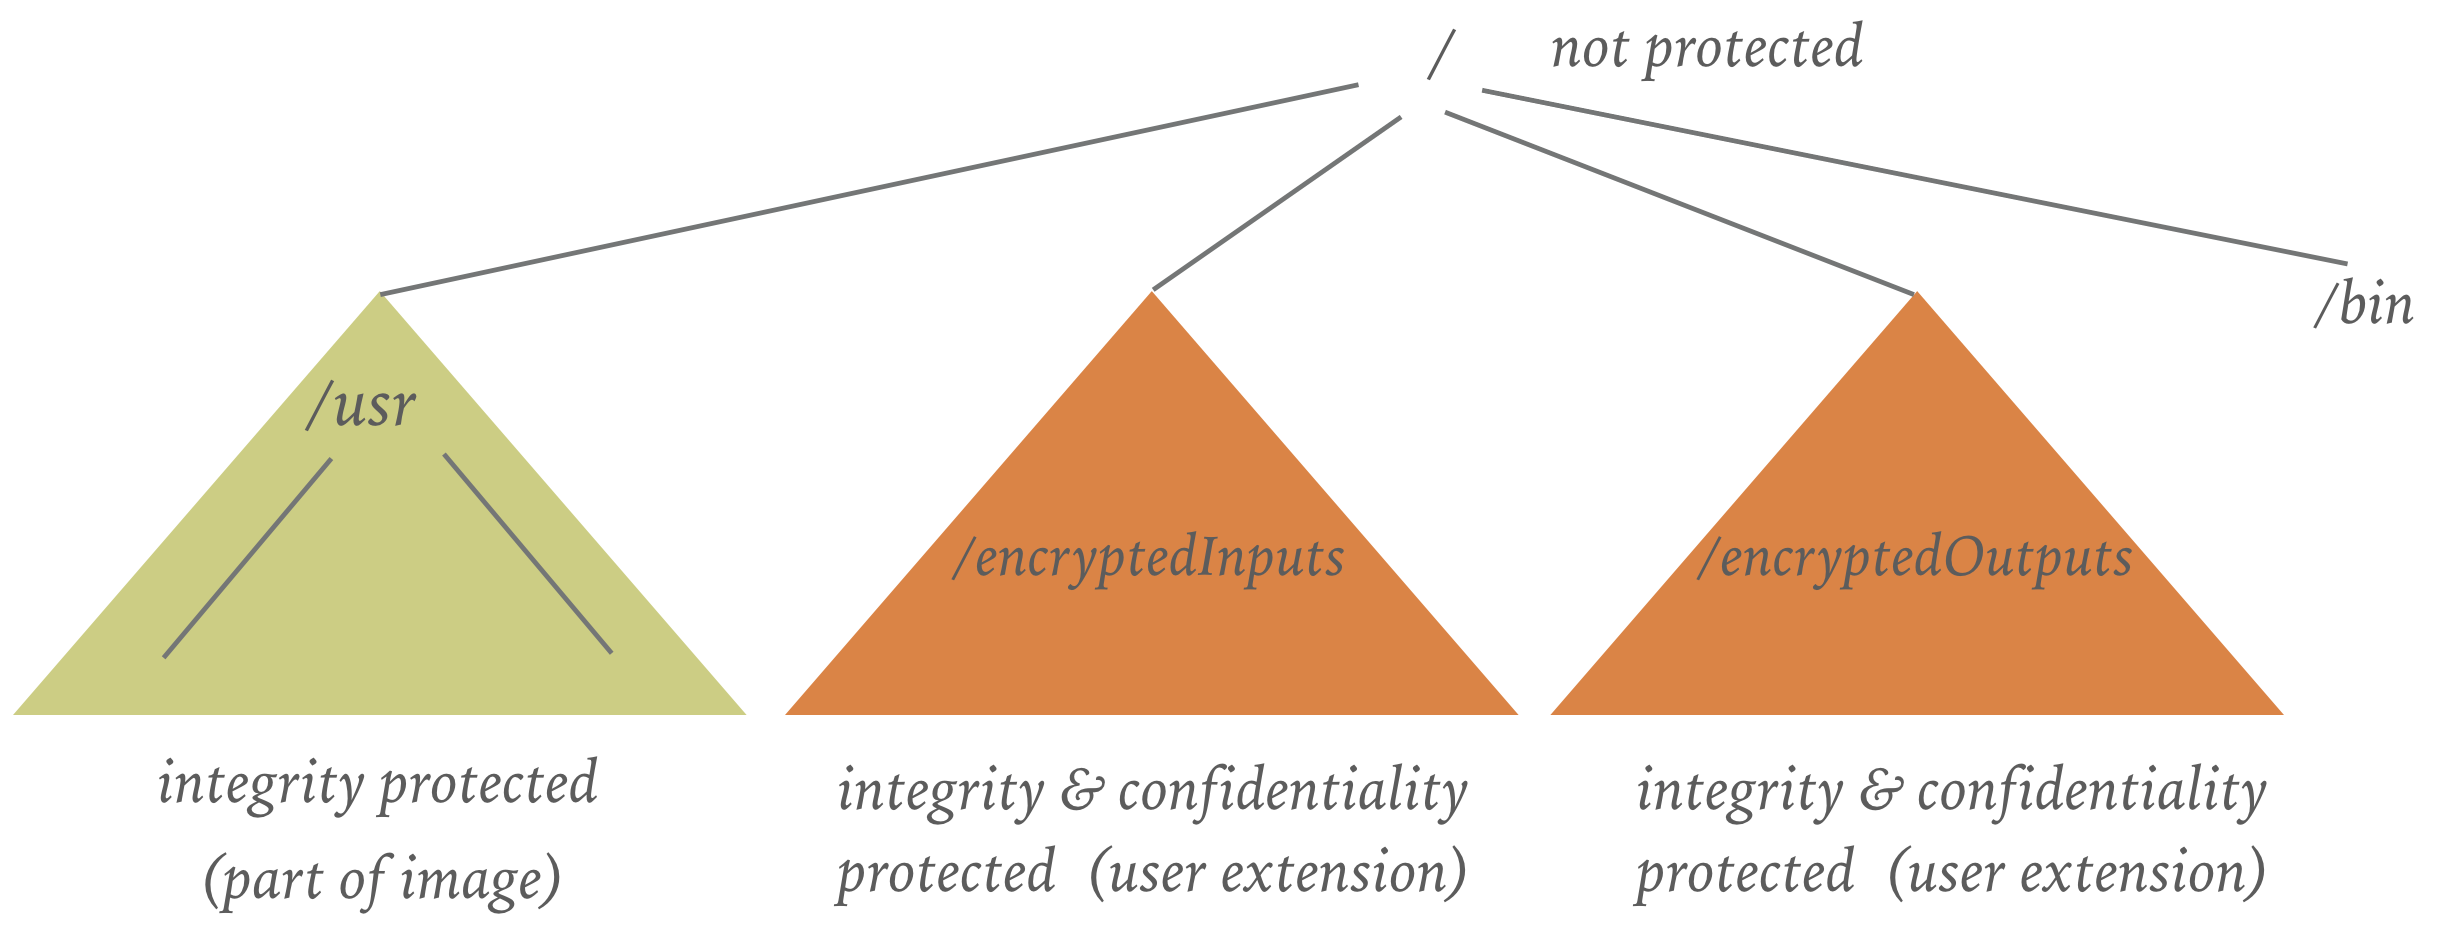 / not protected
/bin
/usr
/encryptedInputs
/encryptedOutputs
integrity protected
(part of image)
integrity & confidentiality
protected (user extension)
integrity & confidentiality
protected (user extension)